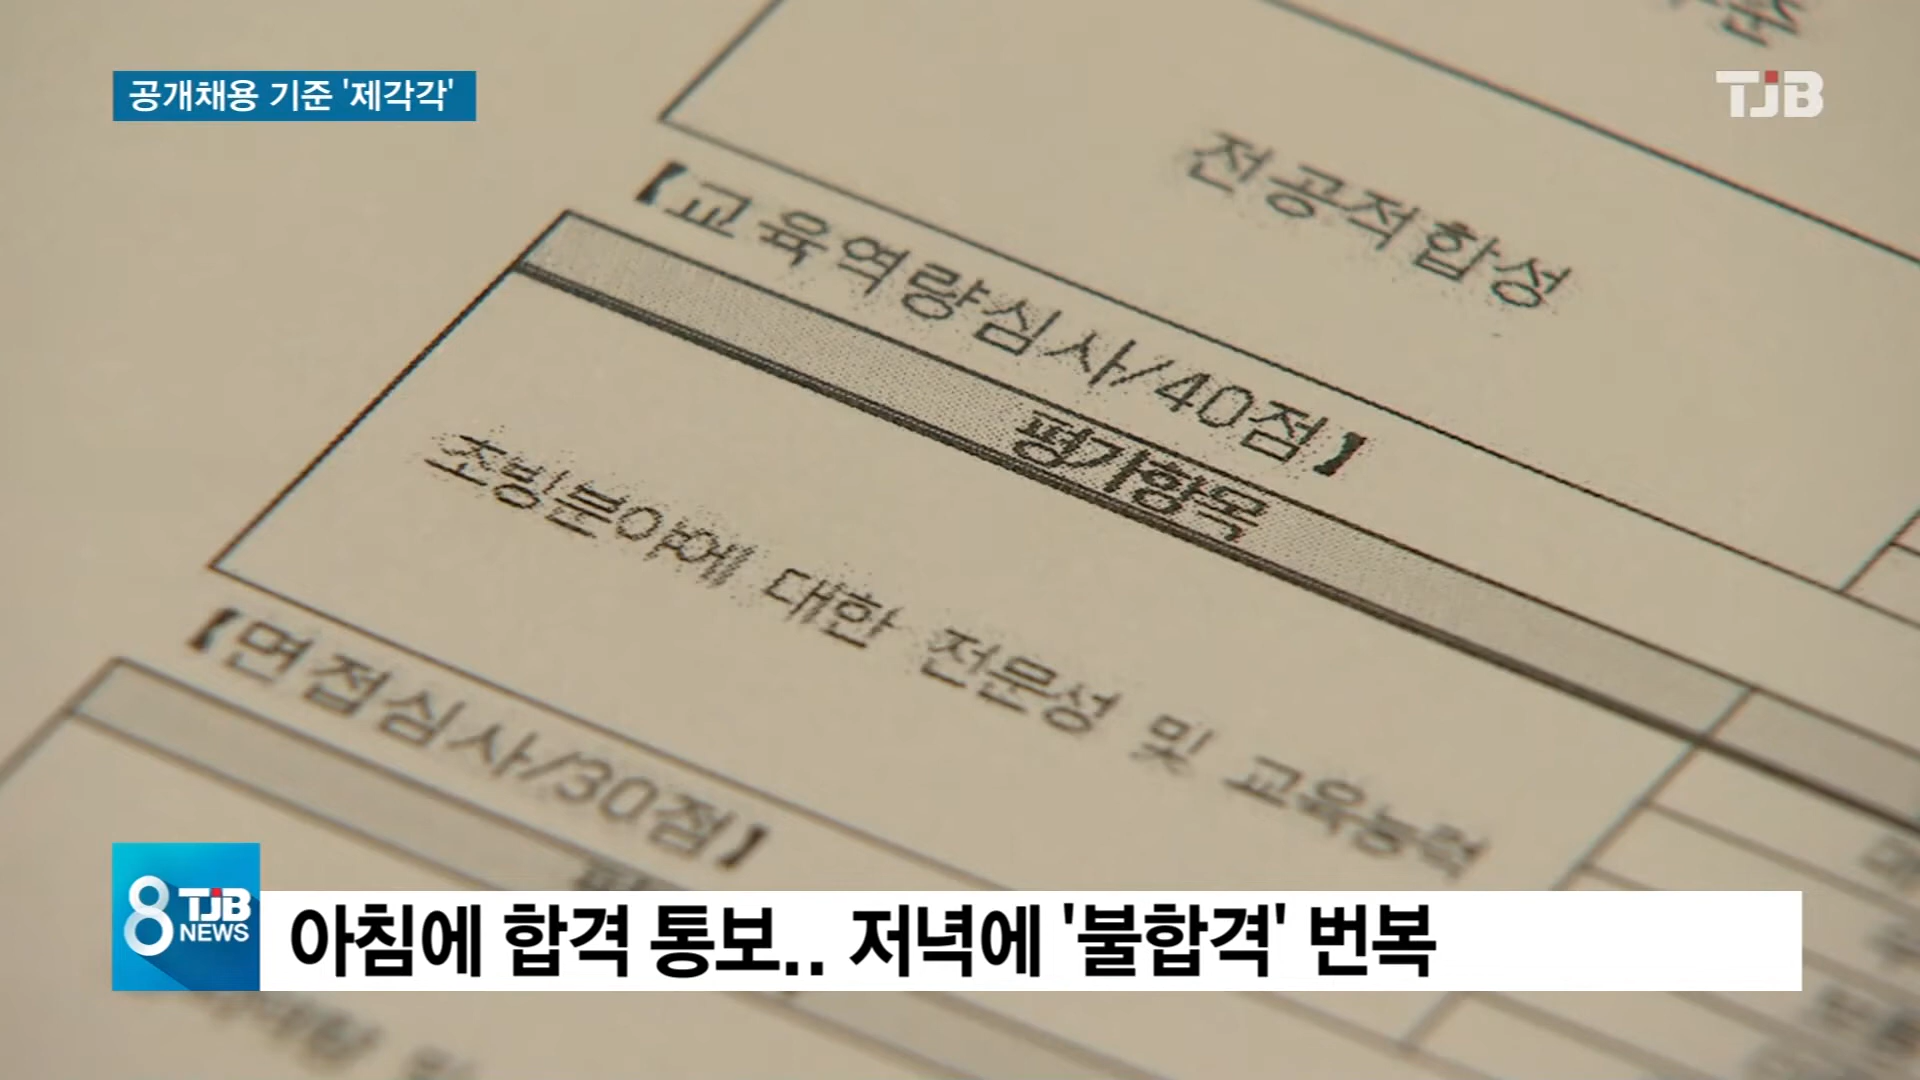 공개채용 기준 '제각각'
TJB
전공적합성
【교육역량심사/40점】
평가항목
초빙분야에 대한 전문성 및 교육능력
【면접심사/30점】
8 TJB NEWS
아침에 합격 통보.. 저녁에 '불합격' 번복